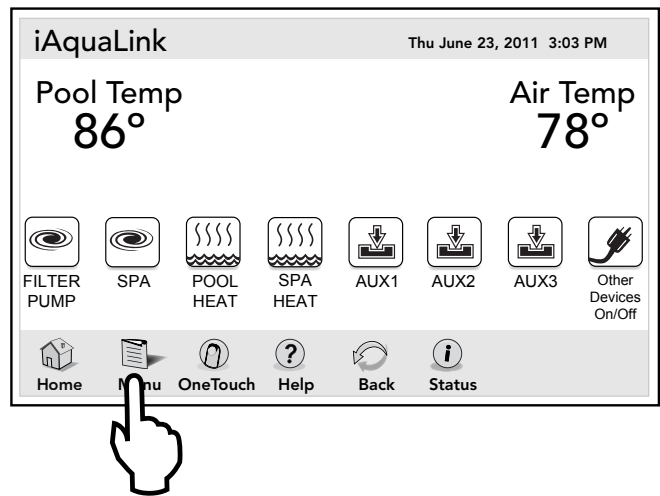 iAquaLink Thu June 23, 2011 3:03 PM
Pool Temp Air Temp
86° 78°
FILTER PUMP
SPA
POOL HEAT
SPA HEAT
AUX1
AUX2
AUX3
Other Devices On/Off
Home OneTouch Help Back Status